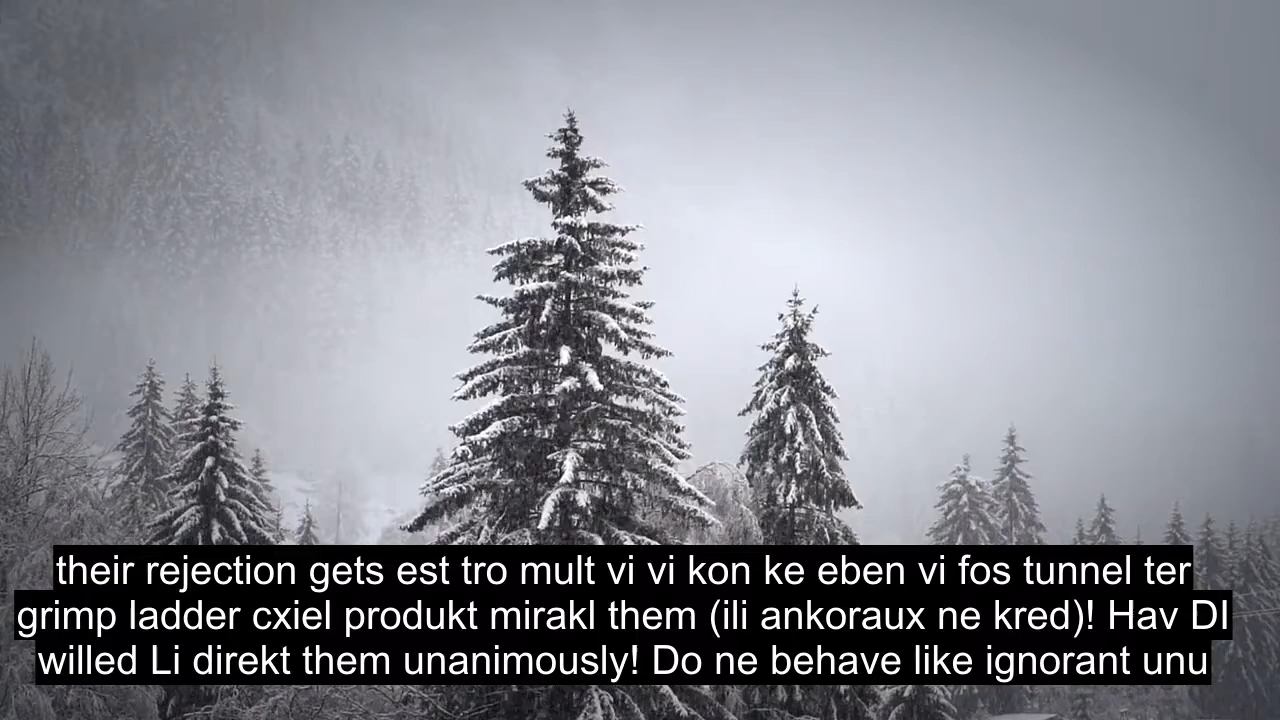 their rejection gets est tro mult vi vi kon ke eben vi fos tunnel ter
grimp ladder cxiel produkt mirakl them (ili ankoraux ne kred)! Hav DI
willed Li direkt them unanimously! Do ne behave like ignorant unu